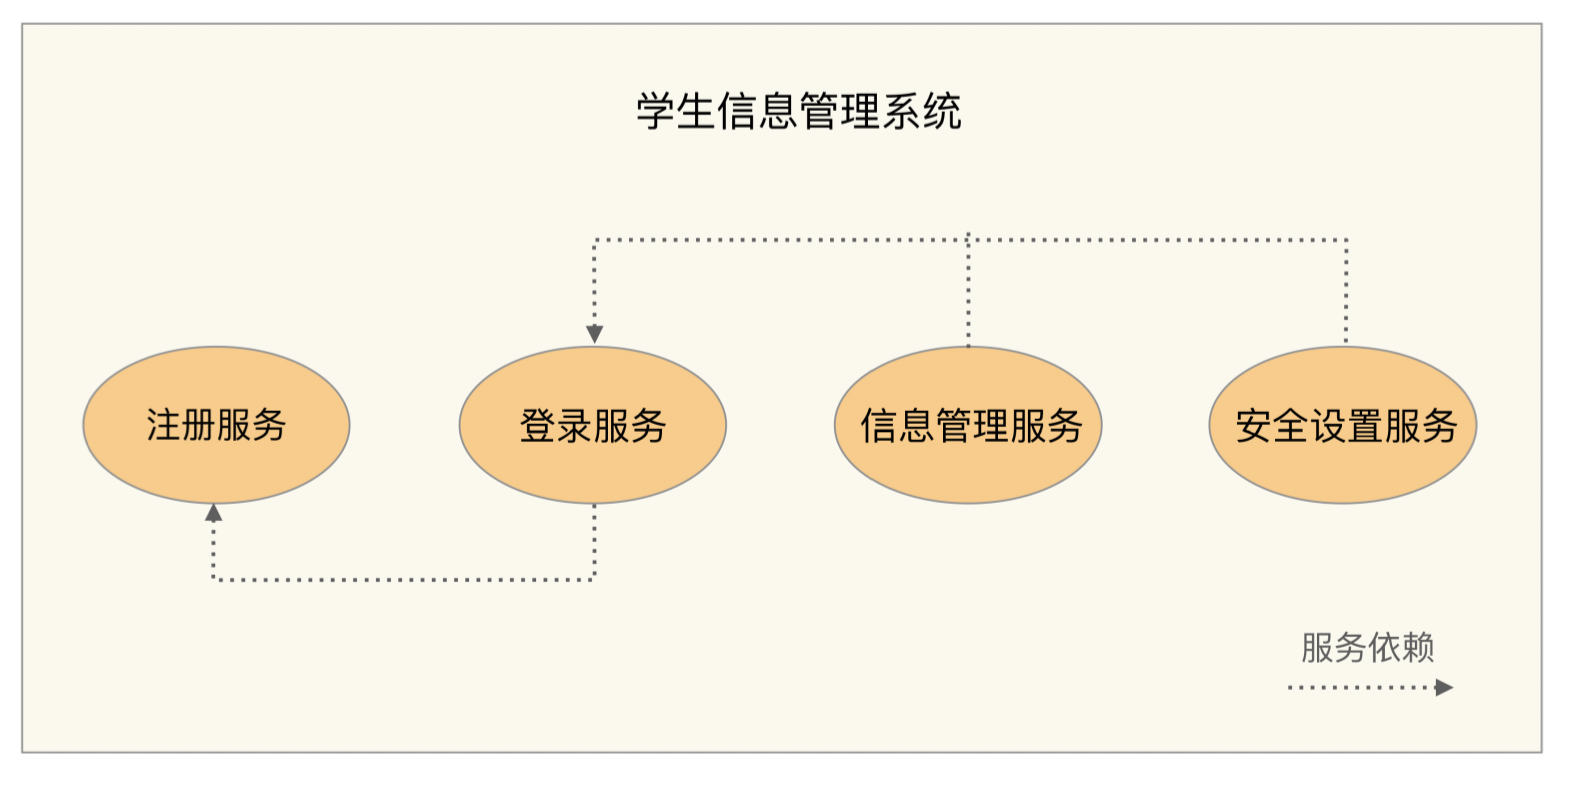 学生信息管理系统
注册服务
登录服务
信息管理服务
安全设置服务
服务依赖